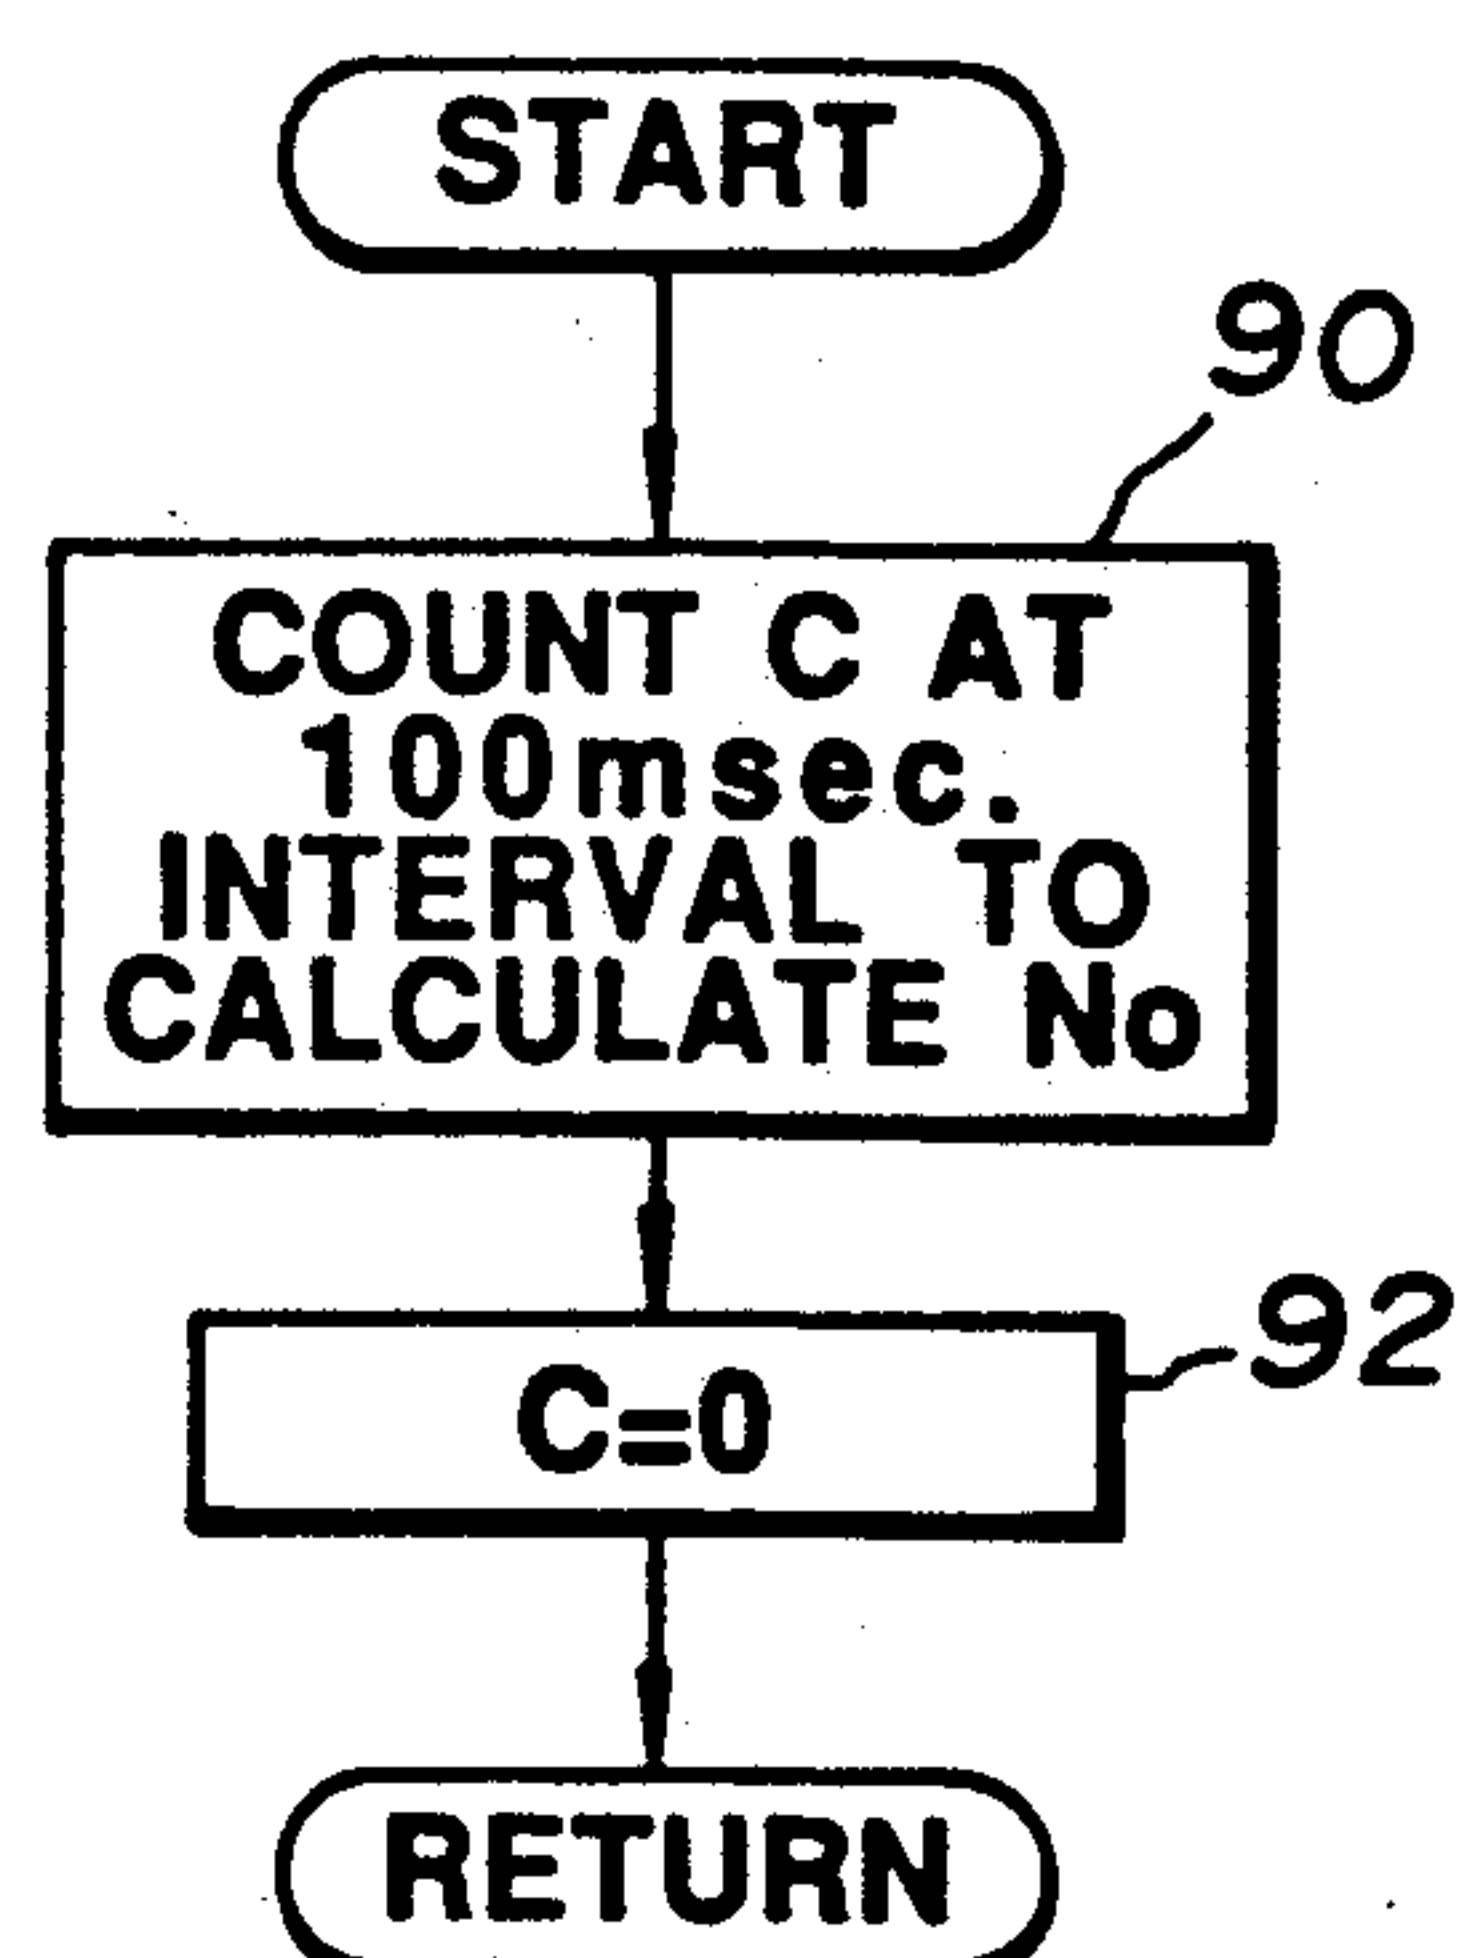 START
90
COUNT C AT
100msec.
INTERVAL TO
CALCULATE No
92
C=0
RETURN